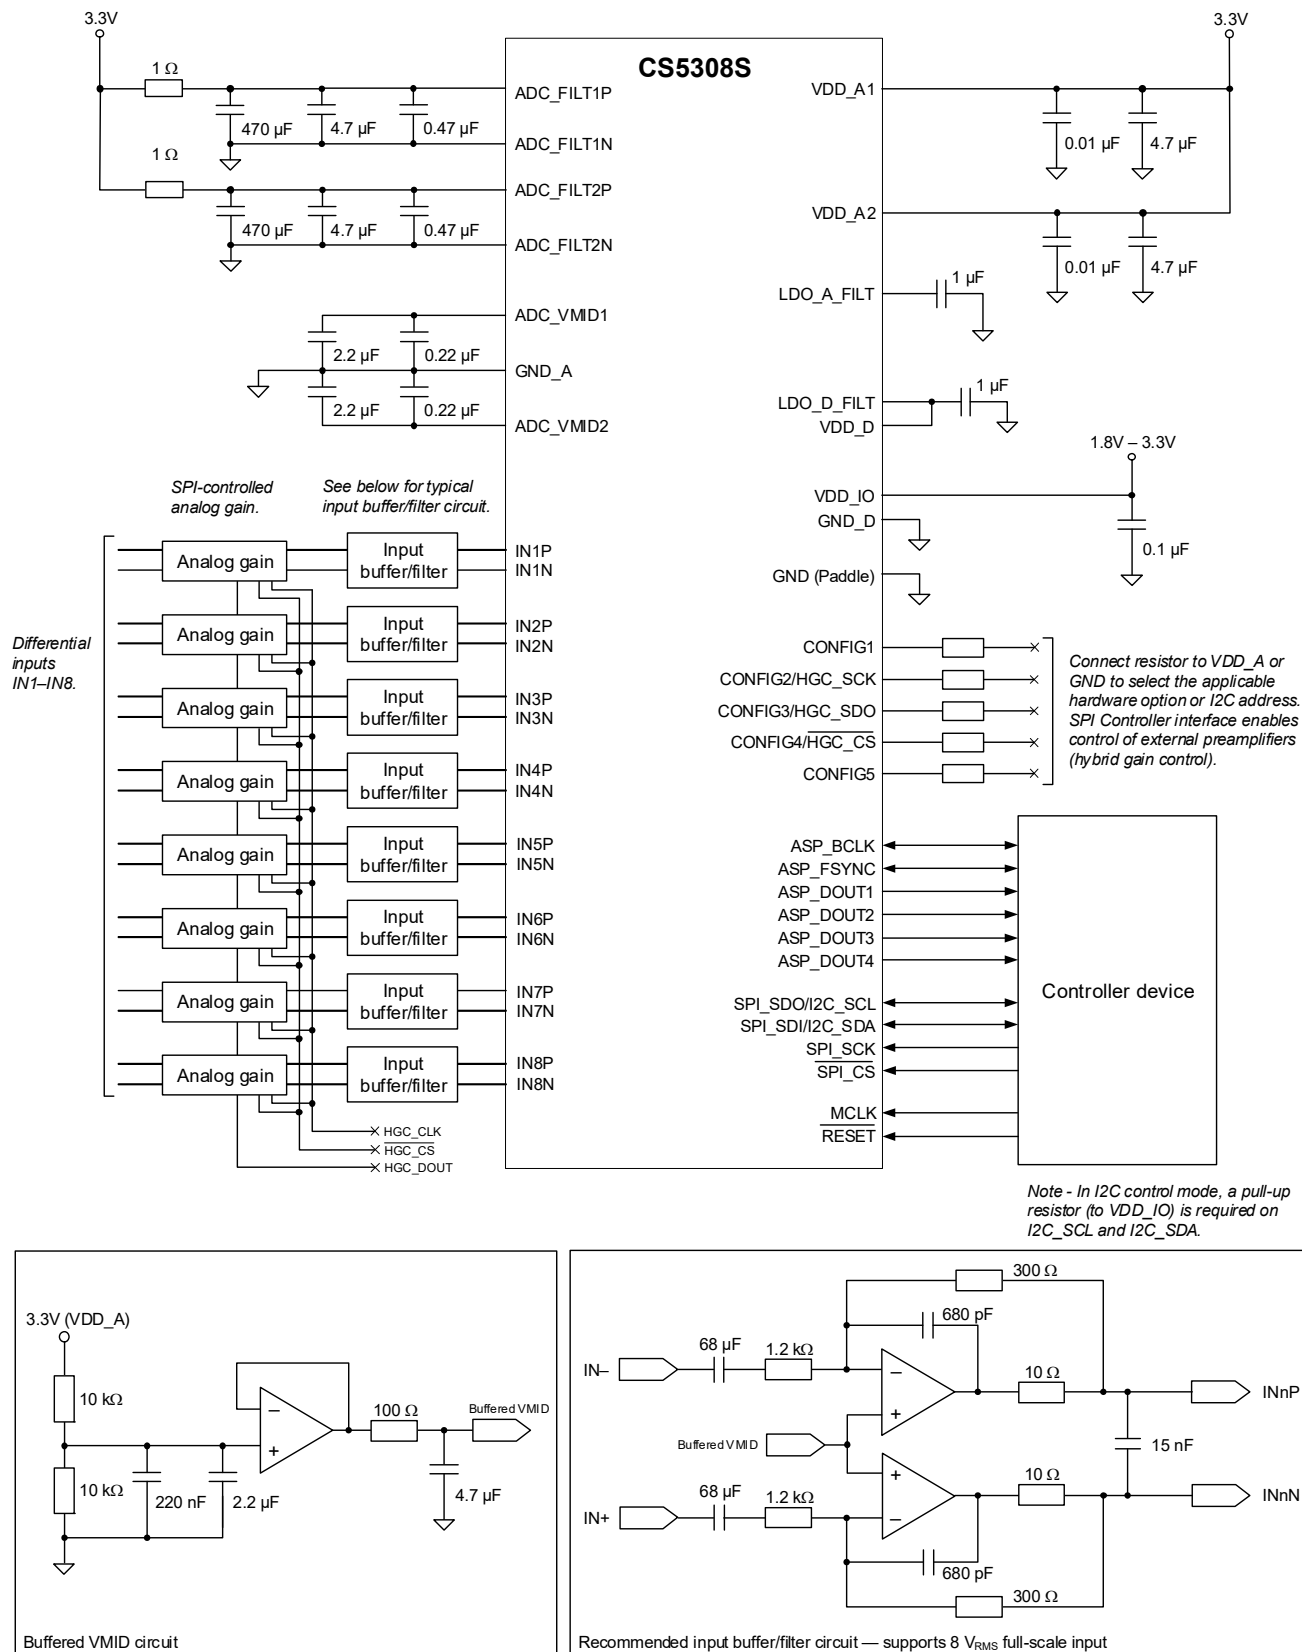 3.3V
3.3V
CS5308S
1 Ω
ADC_FILT1P
VDD_A1
470 µF
4.7 µF
0.47 µF
0.01 µF
4.7 µF
ADC_FILT1N
1 Ω
ADC_FILT2P
VDD_A2
470 µF
4.7 µF
0.47 µF
ADC_FILT2N
0.01 µF
4.7 µF
1 µF
LDO_A_FILT
ADC_VMID1
2.2 µF
0.22 µF
GND_A
2.2 µF
0.22 µF
ADC_VMID2
1 µF
LDO_D_FILT
VDD_D
1.8V – 3.3V
VDD_IO
GND_D
0.1 µF
GND (Paddle)
SPI-controlled
analog gain.
See below for typical
input buffer/filter circuit.
Differential
inputs
IN1–IN8.
Analog gain
Input
buffer/filter
IN1P
IN1N
Analog gain
Input
buffer/filter
IN2P
IN2N
Analog gain
Input
buffer/filter
IN3P
IN3N
Analog gain
Input
buffer/filter
IN4P
IN4N
Analog gain
Input
buffer/filter
IN5P
IN5N
Analog gain
Input
buffer/filter
IN6P
IN6N
Analog gain
Input
buffer/filter
IN7P
IN7N
Analog gain
Input
buffer/filter
IN8P
IN8N
HGC_CLK
HGC_CS
HGC_DOUT
CONFIG1
CONFIG2/HGC_SCK
CONFIG3/HGC_SDO
CONFIG4/HGC_CS
CONFIG5
Connect resistor to VDD_A or
GND to select the applicable
hardware option or I2C address.
SPI Controller interface enables
control of external preamplifiers
(hybrid gain control).
ASP_BCLK
ASP_FSYNC
ASP_DOUT1
ASP_DOUT2
ASP_DOUT3
ASP_DOUT4
SPI_SDO/I2C_SCL
SPI_SDI/I2C_SDA
SPI_SCK
SPI_CS
MCLK
RESET
Controller device
Note - In I2C control mode, a pull-up
resistor (to VDD_IO) is required on
I2C_SCL and I2C_SDA.
3.3V (VDD_A)
10 kΩ
10 kΩ
220 nF
2.2 µF
−
+
100 Ω
Buffered VMID
4.7 µF
Buffered VMID circuit
300 Ω
680 pF
IN–
68 µF
1.2 kΩ
−
+
10 Ω
INnP
Buffered VMID
15 nF
IN+
68 µF
1.2 kΩ
+
−
10 Ω
INnN
680 pF
300 Ω
Recommended input buffer/filter circuit — supports 8 VRMS full-scale input